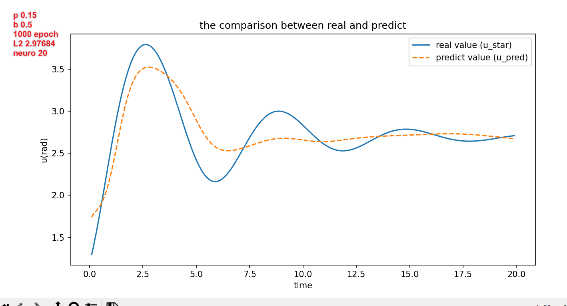 p 0.15
b 0.5
1000 epoch
L2 2.97684
neuro 20
the comparison between real and predict
real value (u_star)
predict value (u_pred)
u(rad)
3.5
3.0
2.5
2.0
1.5
0.0
2.5
5.0
7.5
10.0
12.5
15.0
17.5
20.0
time